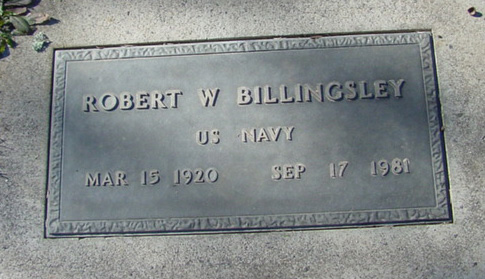 ROBERT W BILLINGSLEY
US NAVY
MAR 15 1920 SEP 17 1981